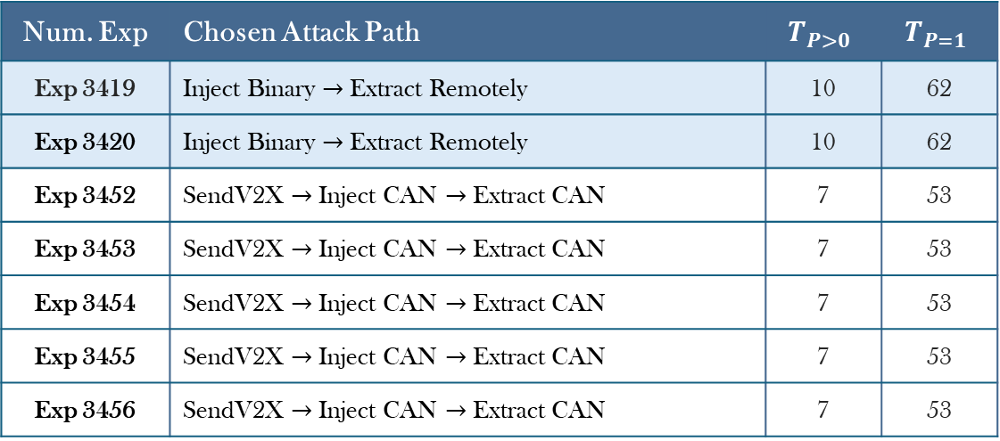 Num. Exp Chosen Attack Path T P>0 T P=1
Exp 3419 Inject Binary → Extract Remotely 10 62
Exp 3420 Inject Binary → Extract Remotely 10 62
Exp 3452 SendV2X → Inject CAN → Extract CAN 7 53
Exp 3453 SendV2X → Inject CAN → Extract CAN 7 53
Exp 3454 SendV2X → Inject CAN → Extract CAN 7 53
Exp 3455 SendV2X → Inject CAN → Extract CAN 7 53
Exp 3456 SendV2X → Inject CAN → Extract CAN 7 53